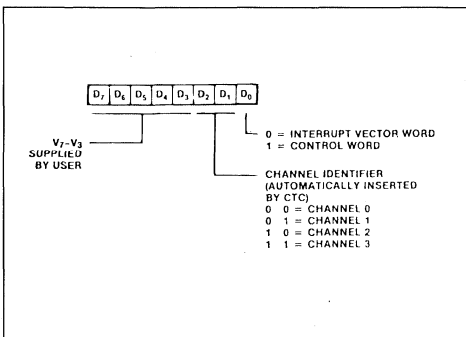 D7 D6 D5 D4 D3 D2 D1 D0
0 = INTERRUPT VECTOR WORD
1 = CONTROL WORD
V7-V3
SUPPLIED
BY USER
CHANNEL IDENTIFIER
(AUTOMATICALLY INSERTED
BY CTC)
0 0 = CHANNEL 0
0 1 = CHANNEL 1
1 0 = CHANNEL 2
1 1 = CHANNEL 3